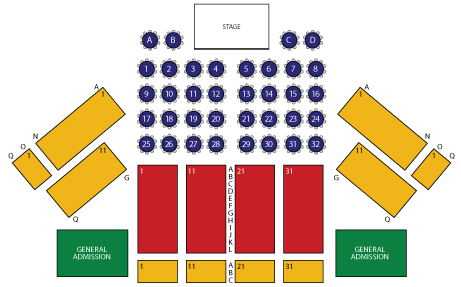 STAGE
A B C D
1 2 3 4 5 6 7 8
9 10 11 12 13 14 15 16
17 18 19 20 21 22 23 24
25 26 27 28 29 30 31 32
A
1
N
O
Q
1
11
G
Q
A
1
N
O
Q
1
11
G
Q
1 11 21 31
A
B
C
D
E
F
G
H
I
J
K
L
1 11 21 31
A
B
C
GENERAL
ADMISSION
GENERAL
ADMISSION